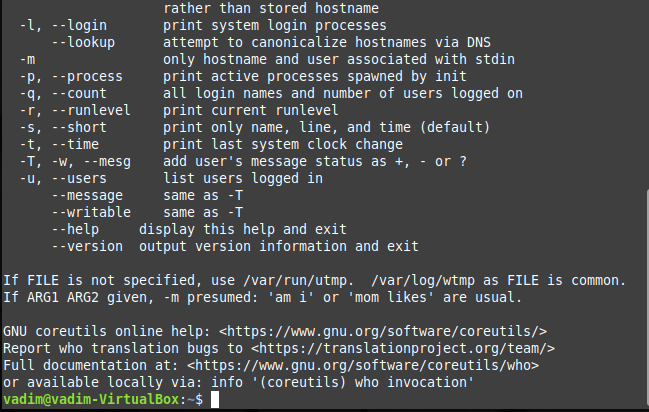 rather than stored hostname
-l, --login       print system login processes
    --lookup      attempt to canonicalize hostnames via DNS
-m                only hostname and user associated with stdin
-p, --process     print active processes spawned by init
-q, --count       all login names and number of users logged on
-r, --runlevel    print current runlevel
-s, --short       print only name, line, and time (default)
-t, --time        print last system clock change
-T, -w, --mesg    add user's message status as +, - or ?
-u, --users       list users logged in
    --message     same as -T
    --writable    same as -T
    --help     display this help and exit
    --version  output version information and exit
If FILE is not specified, use /var/run/utmp.  /var/log/wtmp as FILE is common.
If ARG1 ARG2 given, -m presumed: 'am i' or 'mom likes' are usual.
GNU coreutils online help: <https://www.gnu.org/software/coreutils/>
Report who translation bugs to <https://translationproject.org/team/>
Full documentation at: <https://www.gnu.org/software/coreutils/who>
or available locally via: info '(coreutils) who invocation'
vadim@vadim-VirtualBox:~$